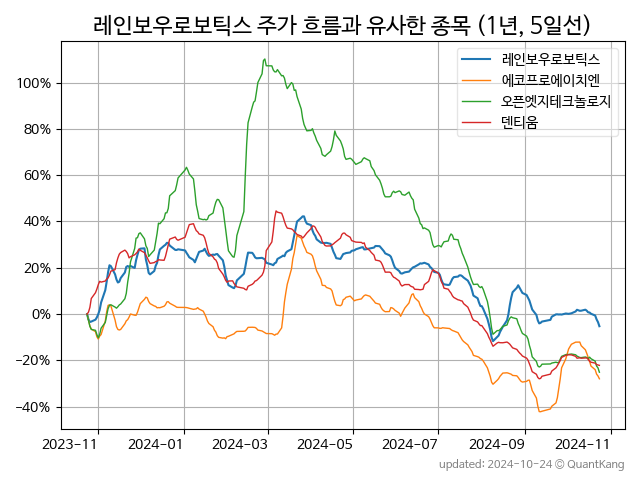 레인보우로보틱스 주가 흐름과 유사한 종목 (1년, 5일선)
레인보우로보틱스
에코프로에이치엔
오픈엣지테크놀로지
덴티움
100%
80%
60%
40%
20%
0%
−20%
−40%
2023-11 2024-01 2024-03 2024-05 2024-07 2024-09 2024-11
updated: 2024-10-24 © QuantKang